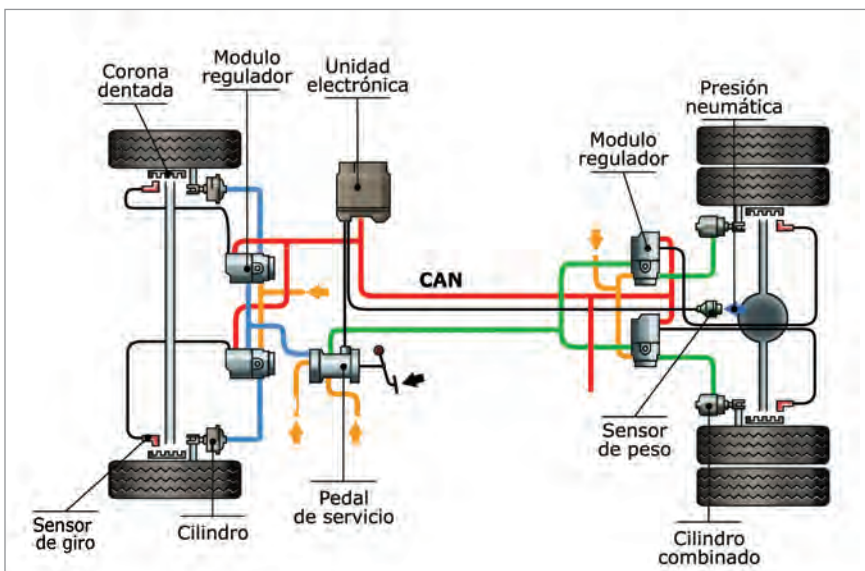 Corona
dentada
Modulo
regulador
Unidad
electrónica
Presión
neumática
Modulo
regulador
CAN
Sensor
de peso
Sensor
de giro
Cilindro
Pedal
de servicio
Cilindro
combinado